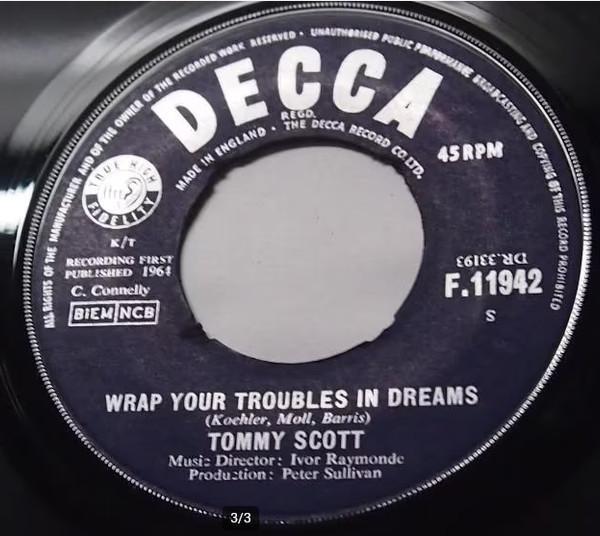 ALL RIGHTS OF THE MANUFACTURER AND OF THE OWNER OF THE RECORDED WORK RESERVED · UNAUTHORISED PUBLIC PERFORMANCE BROADCASTING AND COPYING OF THIS RECORD PROHIBITED
DECCA
REGD.
MADE IN ENGLAND · THE DECCA RECORD CO. LTD.
45 RPM
TRUE HIGH
FIDELITY
K/T
RECORDING FIRST
PUBLISHED 1964
C. Connelly
BIEM NCB
DR.33193
F.11942
S
WRAP YOUR TROUBLES IN DREAMS
(Koehler, Moll, Barris)
TOMMY SCOTT
Music Director: Ivor Raymonde
Production: Peter Sullivan
3/3